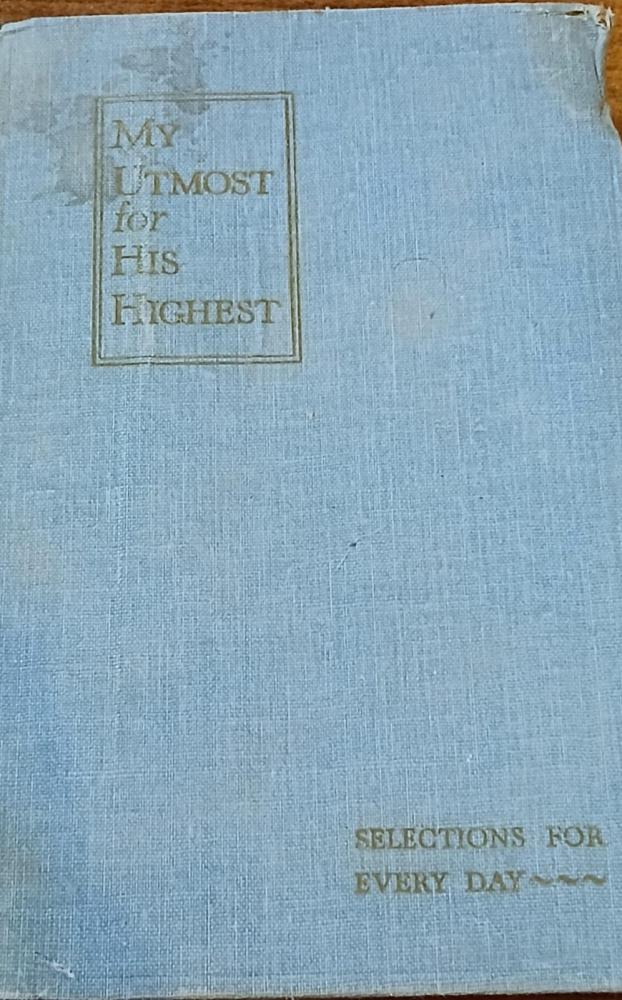 My
Utmost
for
His
Highest
SELECTIONS FOR
EVERY DAY~~~